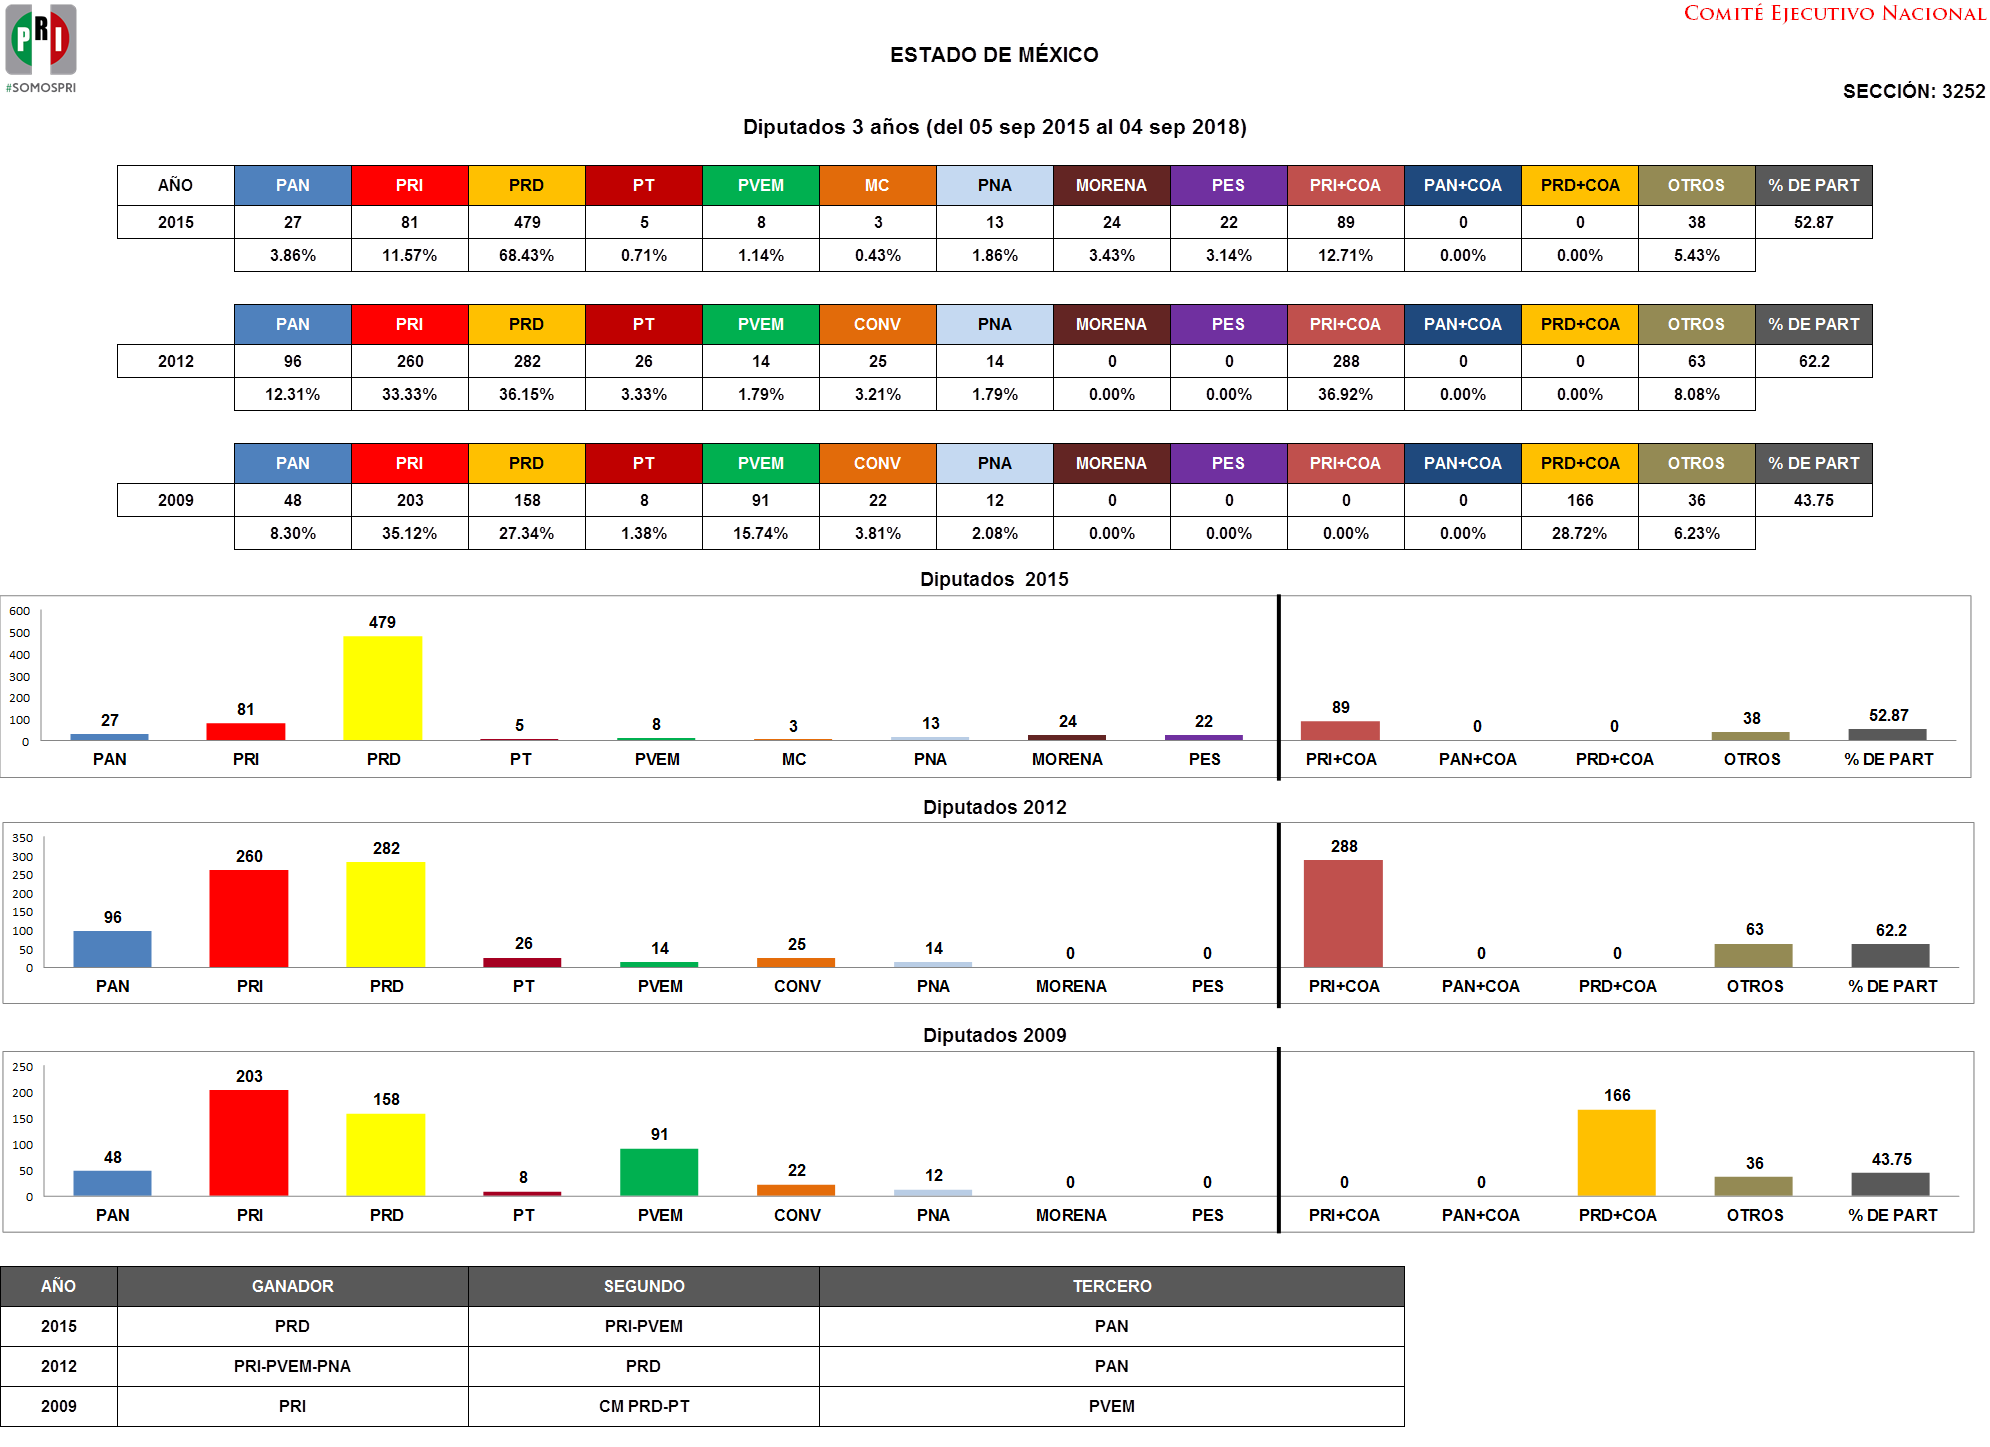 PRI
#SOMOSPRI
COMITÉ EJECUTIVO NACIONAL
ESTADO DE MÉXICO
SECCIÓN: 3252
Diputados 3 años (del 05 sep 2015 al 04 sep 2018)
AÑO PAN PRI PRD PT PVEM MC PNA MORENA PES PRI+COA PAN+COA PRD+COA OTROS % DE PART
2015 27 81 479 5 8 3 13 24 22 89 0 0 38 52.87
3.86% 11.57% 68.43% 0.71% 1.14% 0.43% 1.86% 3.43% 3.14% 12.71% 0.00% 0.00% 5.43%
PAN PRI PRD PT PVEM CONV PNA MORENA PES PRI+COA PAN+COA PRD+COA OTROS % DE PART
2012 96 260 282 26 14 25 14 0 0 288 0 0 63 62.2
12.31% 33.33% 36.15% 3.33% 1.79% 3.21% 1.79% 0.00% 0.00% 36.92% 0.00% 0.00% 8.08%
PAN PRI PRD PT PVEM CONV PNA MORENA PES PRI+COA PAN+COA PRD+COA OTROS % DE PART
2009 48 203 158 8 91 22 12 0 0 0 0 166 36 43.75
8.30% 35.12% 27.34% 1.38% 15.74% 3.81% 2.08% 0.00% 0.00% 0.00% 0.00% 28.72% 6.23%
Diputados 2015
600
500
400
300
200
100
0
27 81 479 5 8 3 13 24 22 89 0 0 38 52.87
PAN PRI PRD PT PVEM MC PNA MORENA PES PRI+COA PAN+COA PRD+COA OTROS % DE PART
Diputados 2012
350
300
250
200
150
100
50
0
96 260 282 26 14 25 14 0 0 288 0 0 63 62.2
PAN PRI PRD PT PVEM CONV PNA MORENA PES PRI+COA PAN+COA PRD+COA OTROS % DE PART
Diputados 2009
250
200
150
100
50
0
48 203 158 8 91 22 12 0 0 0 0 166 36 43.75
PAN PRI PRD PT PVEM CONV PNA MORENA PES PRI+COA PAN+COA PRD+COA OTROS % DE PART
AÑO GANADOR SEGUNDO TERCERO
2015 PRD PRI-PVEM PAN
2012 PRI-PVEM-PNA PRD PAN
2009 PRI CM PRD-PT PVEM